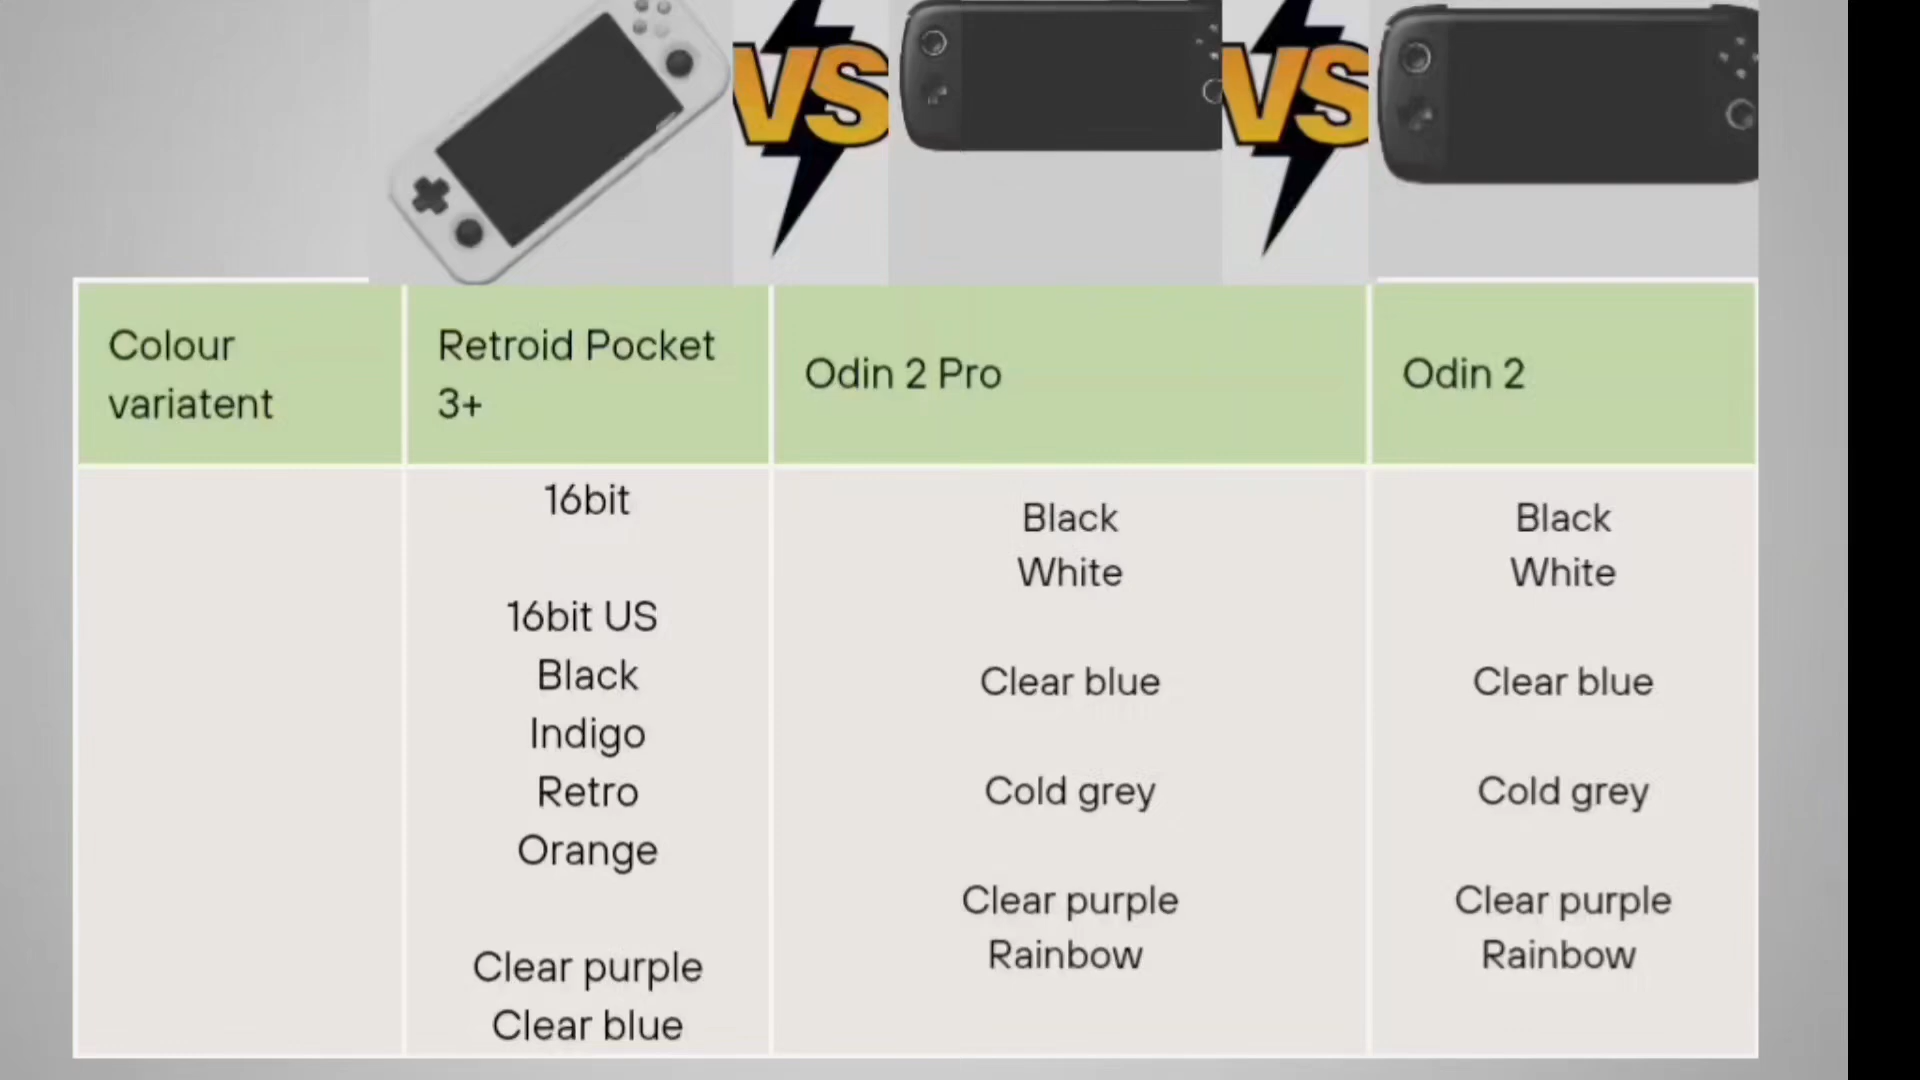 VS
VS
Colour
variatent
Retroid Pocket
3+
Odin 2 Pro
Odin 2
16bit
16bit US
Black
Indigo
Retro
Orange
Clear purple
Clear blue
Black
White
Clear blue
Cold grey
Clear purple
Rainbow
Black
White
Clear blue
Cold grey
Clear purple
Rainbow